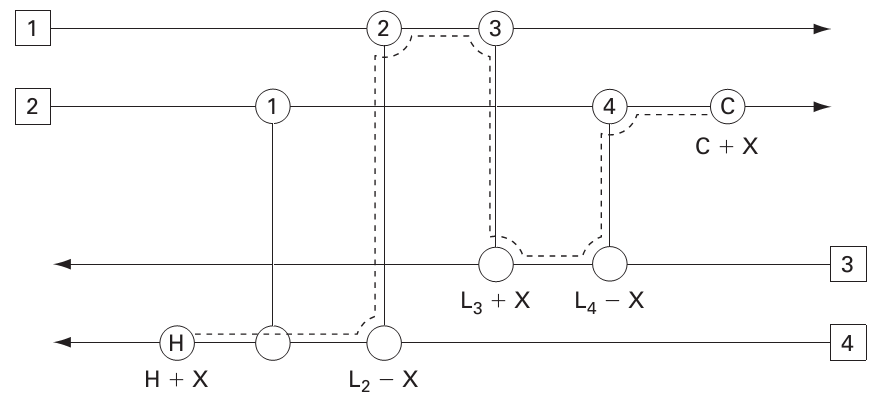 1 2 3
2 1 4 C
C + X
3
L₃ + X L₄ − X
H 4
H + X L₂ − X